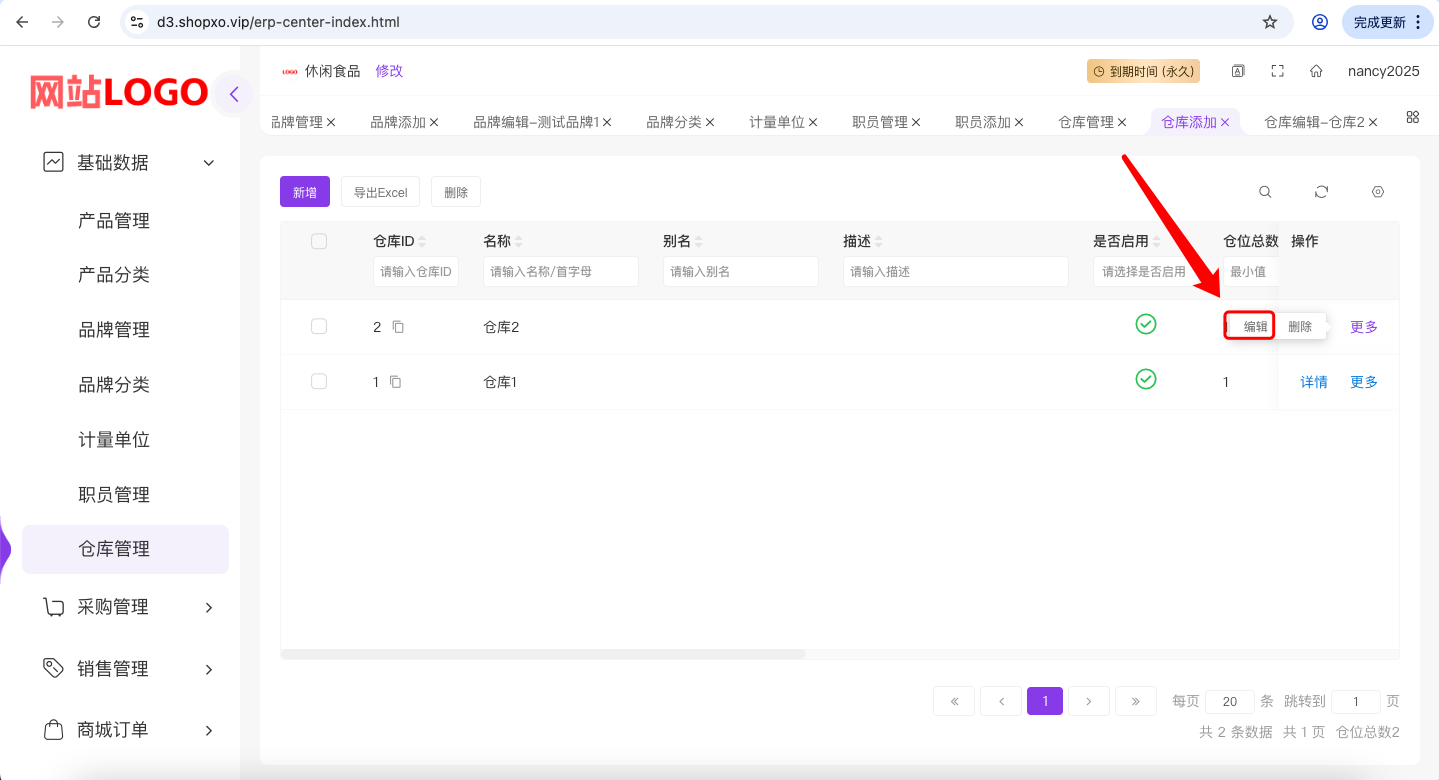 d3.shopxo.vip/erp-center-index.html
完成更新
网站LOGO
LOGO 休闲食品 修改
到期时间 (永久)
nancy2025
品牌管理 品牌添加 品牌编辑-测试品牌1 品牌分类 计量单位 职员管理 职员添加 仓库管理 仓库添加 仓库编辑-仓库2
基础数据
产品管理
产品分类
品牌管理
品牌分类
计量单位
职员管理
仓库管理
采购管理
销售管理
商城订单
新增 导出Excel 删除
仓库ID 名称 别名 描述 是否启用 仓位总数 操作
请输入仓库ID 请输入名称/首字母 请输入别名 请输入描述 请选择是否启用 最小值
2 仓库2 编辑 删除 更多
1 仓库1 1 详情 更多
« ‹ 1 › » 每页 20 条 跳转到 1 页
共 2 条数据 共 1 页 仓位总数2